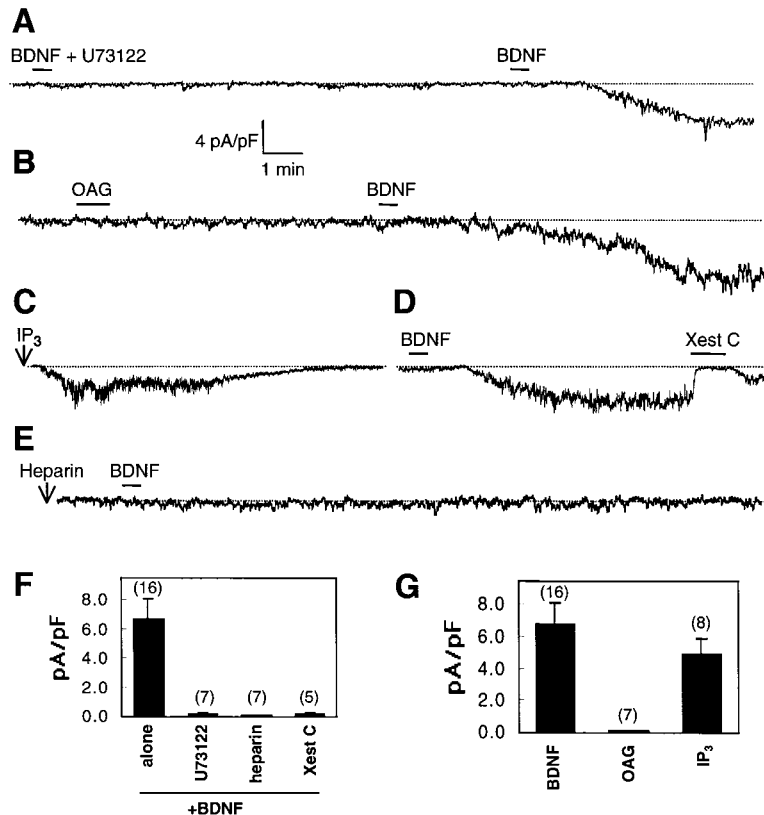 A
BDNF + U73122
BDNF
4 pA/pF
1 min
B
OAG
BDNF
C
IP3
D
BDNF
Xest C
E
Heparin
BDNF
F
pA/pF
8.0
6.0
4.0
2.0
0.0
(16)
(7)
(7)
(5)
alone
U73122
heparin
Xest C
+BDNF
G
pA/pF
8.0
6.0
4.0
2.0
0.0
(16)
(7)
(8)
BDNF
OAG
IP3